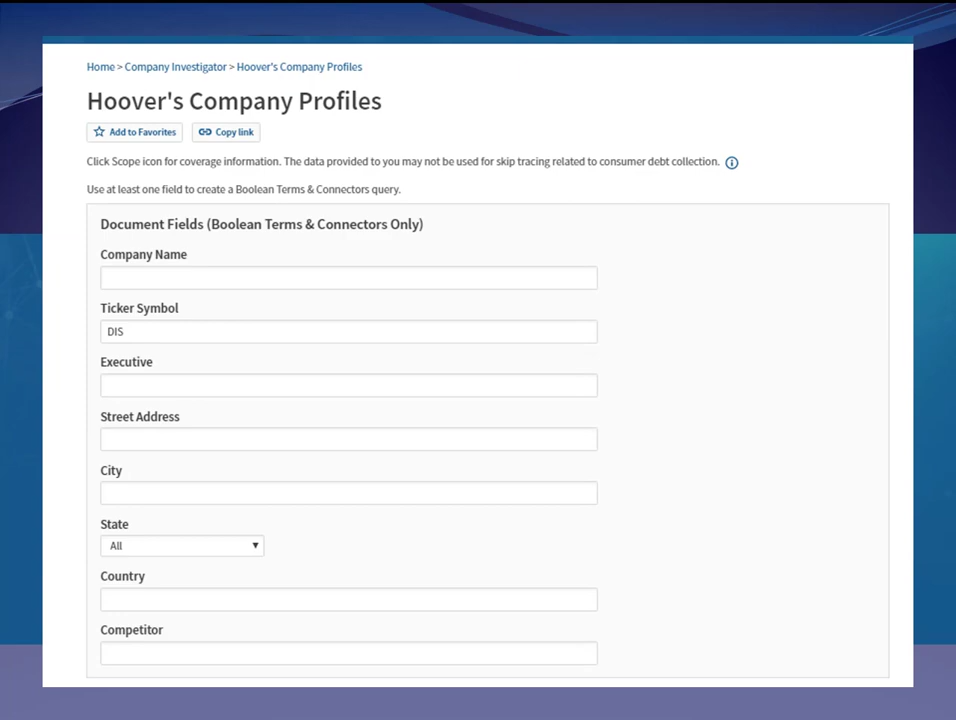 Home > Company Investigator > Hoover's Company Profiles
Hoover's Company Profiles
Add to Favorites Copy link
Click Scope icon for coverage information. The data provided to you may not be used for skip tracing related to consumer debt collection.
Use at least one field to create a Boolean Terms & Connectors query.
Document Fields (Boolean Terms & Connectors Only)
Company Name
Ticker Symbol
DIS
Executive
Street Address
City
State
All
Country
Competitor